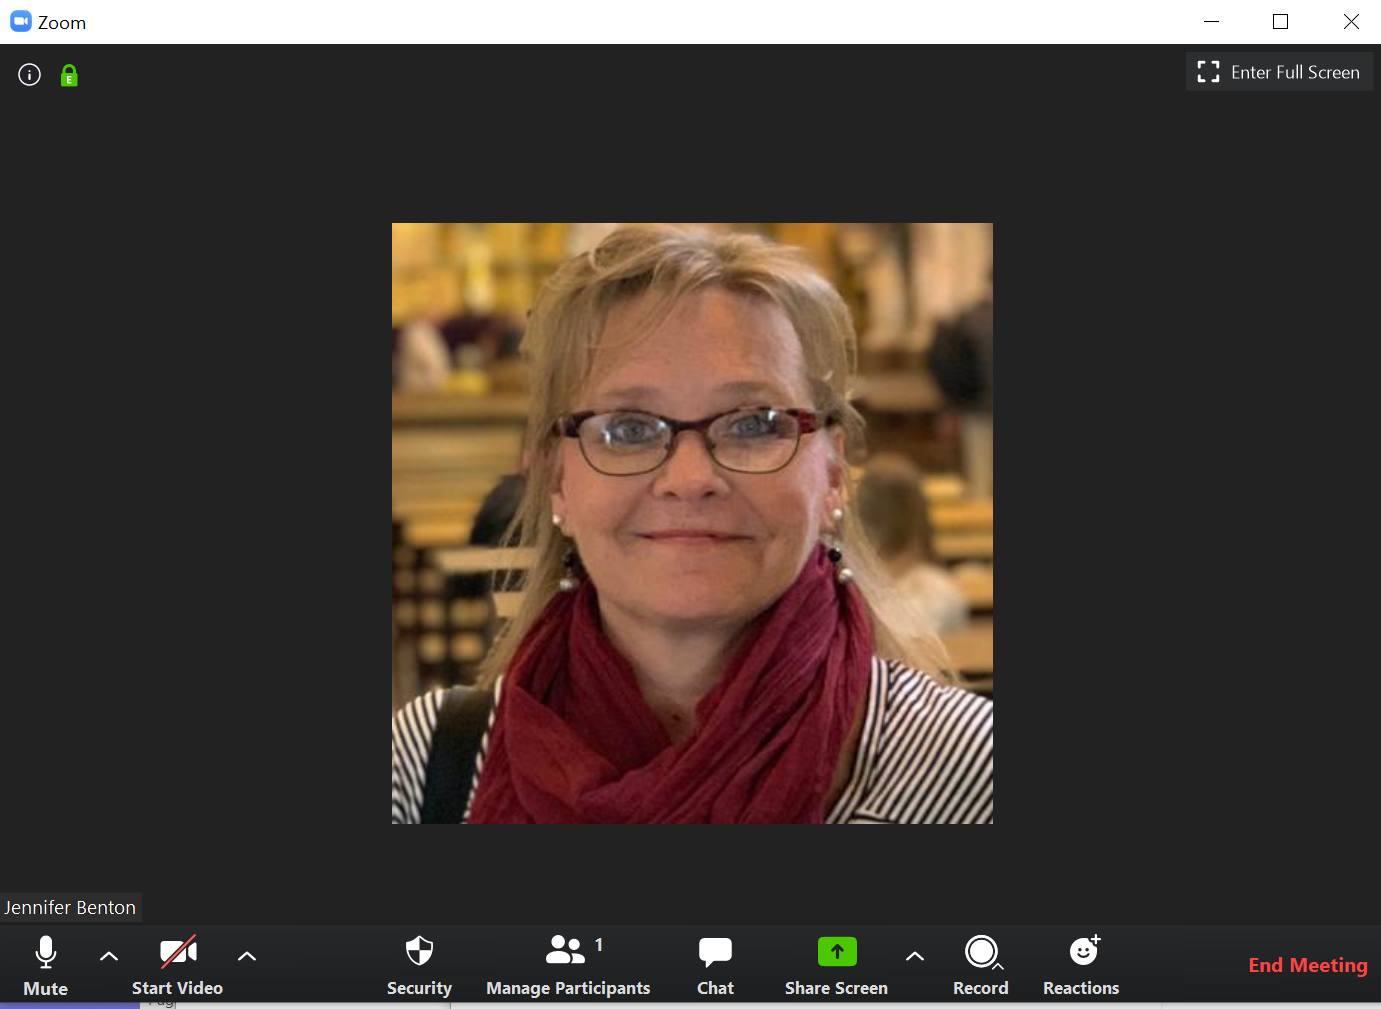 Zoom
Enter Full Screen
Jennifer Benton
1
Mute
Start Video
Security
Manage Participants
Chat
Share Screen
Record
Reactions
End Meeting